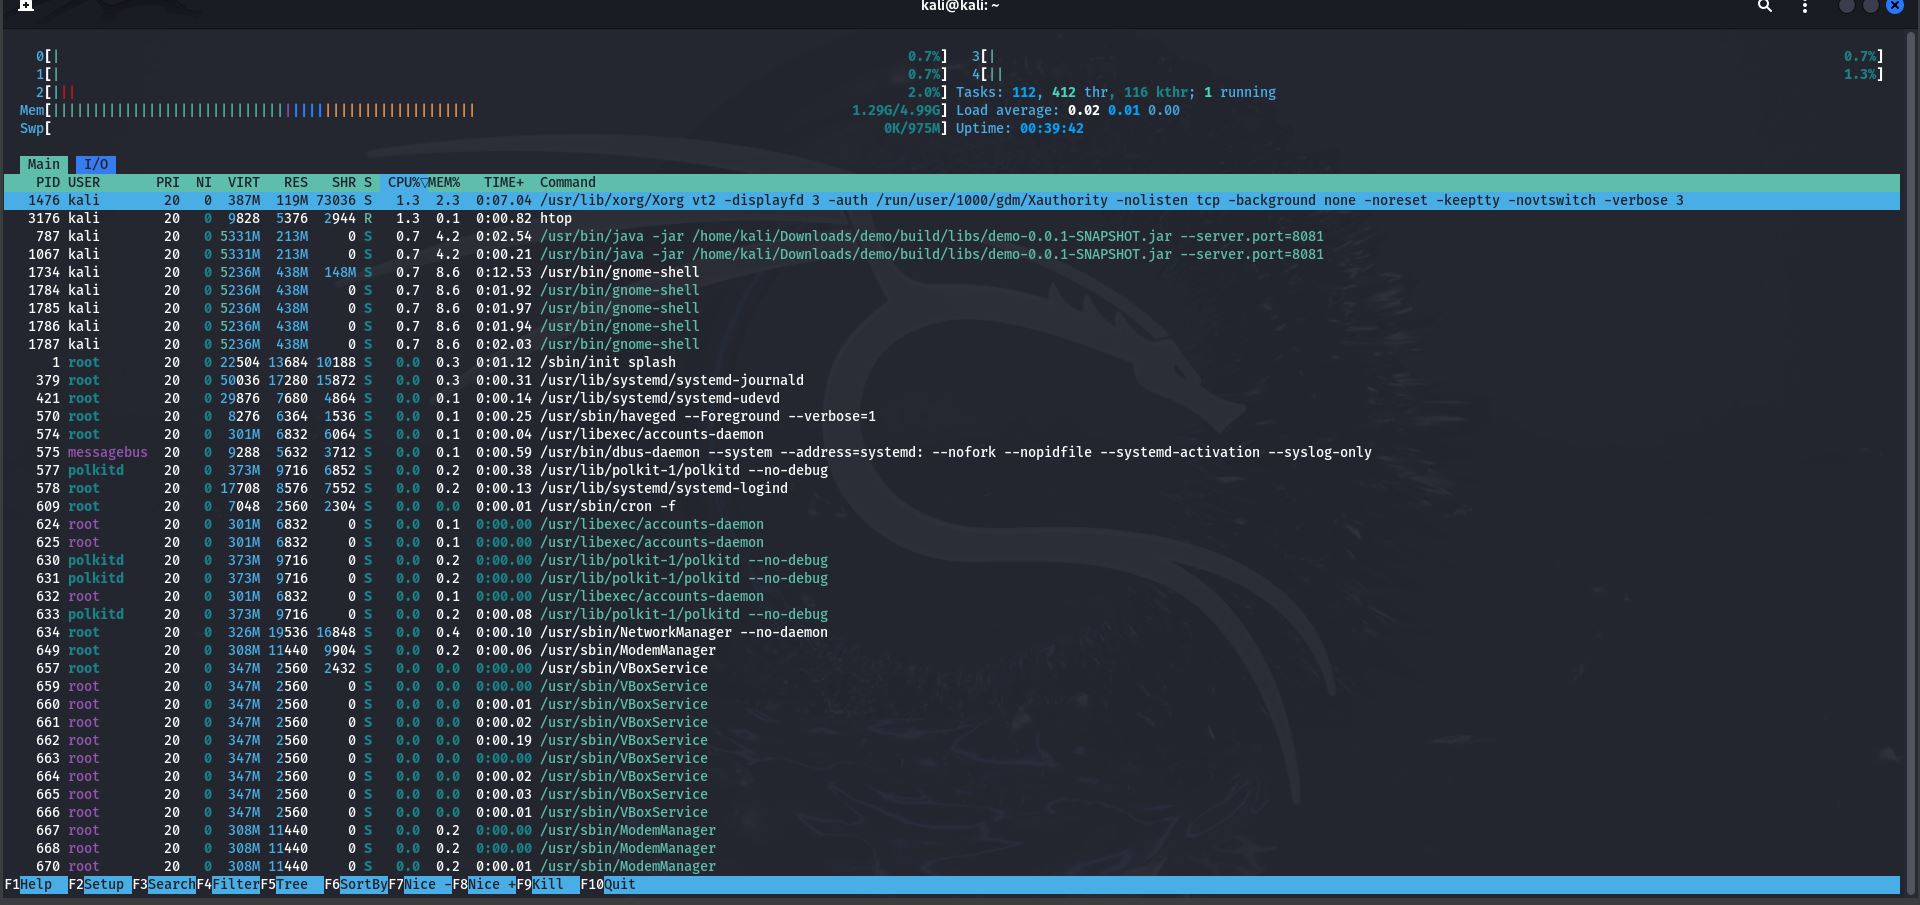 kali@kali: ~
0[| 0.7%] 3[| 0.7%]
1[| 0.7%] 4[|| 1.3%]
2[||| 2.0%] Tasks: 112, 412 thr, 116 kthr; 1 running
Mem[||||||||||||||||||||||||||||||||||||||||||||||||||||| 1.29G/4.99G] Load average: 0.02 0.01 0.00
Swp[ 0K/975M] Uptime: 00:39:42
Main I/O
PID USER PRI NI VIRT RES SHR S CPU%▽MEM% TIME+ Command
1476 kali 20 0 387M 119M 73036 S 1.3 2.3 0:07.04 /usr/lib/xorg/Xorg vt2 -displayfd 3 -auth /run/user/1000/gdm/Xauthority -nolisten tcp -background none -noreset -keeptty -novtswitch -verbose 3
3176 kali 20 0 9828 5376 2944 R 1.3 0.1 0:00.82 htop
787 kali 20 0 5331M 213M 0 S 0.7 4.2 0:02.54 /usr/bin/java -jar /home/kali/Downloads/demo/build/libs/demo-0.0.1-SNAPSHOT.jar --server.port=8081
1067 kali 20 0 5331M 213M 0 S 0.7 4.2 0:00.21 /usr/bin/java -jar /home/kali/Downloads/demo/build/libs/demo-0.0.1-SNAPSHOT.jar --server.port=8081
1734 kali 20 0 5236M 438M 148M S 0.7 8.6 0:12.53 /usr/bin/gnome-shell
1784 kali 20 0 5236M 438M 0 S 0.7 8.6 0:01.92 /usr/bin/gnome-shell
1785 kali 20 0 5236M 438M 0 S 0.7 8.6 0:01.97 /usr/bin/gnome-shell
1786 kali 20 0 5236M 438M 0 S 0.7 8.6 0:01.94 /usr/bin/gnome-shell
1787 kali 20 0 5236M 438M 0 S 0.7 8.6 0:02.03 /usr/bin/gnome-shell
1 root 20 0 22504 13684 10188 S 0.0 0.3 0:01.12 /sbin/init splash
379 root 20 0 50036 17280 15872 S 0.0 0.3 0:00.31 /usr/lib/systemd/systemd-journald
421 root 20 0 29876 7680 4864 S 0.0 0.1 0:00.14 /usr/lib/systemd/systemd-udevd
570 root 20 0 8276 6364 1536 S 0.0 0.1 0:00.25 /usr/sbin/haveged --Foreground --verbose=1
574 root 20 0 301M 6832 6064 S 0.0 0.1 0:00.04 /usr/libexec/accounts-daemon
575 messagebus 20 0 9288 5632 3712 S 0.0 0.1 0:00.59 /usr/bin/dbus-daemon --system --address=systemd: --nofork --nopidfile --systemd-activation --syslog-only
577 polkitd 20 0 373M 9716 6852 S 0.0 0.2 0:00.38 /usr/lib/polkit-1/polkitd --no-debug
578 root 20 0 17708 8576 7552 S 0.0 0.2 0:00.13 /usr/lib/systemd/systemd-logind
609 root 20 0 7048 2560 2304 S 0.0 0.0 0:00.01 /usr/sbin/cron -f
624 root 20 0 301M 6832 0 S 0.0 0.1 0:00.00 /usr/libexec/accounts-daemon
625 root 20 0 301M 6832 0 S 0.0 0.1 0:00.00 /usr/libexec/accounts-daemon
630 polkitd 20 0 373M 9716 0 S 0.0 0.2 0:00.00 /usr/lib/polkit-1/polkitd --no-debug
631 polkitd 20 0 373M 9716 0 S 0.0 0.2 0:00.00 /usr/lib/polkit-1/polkitd --no-debug
632 root 20 0 301M 6832 0 S 0.0 0.1 0:00.00 /usr/libexec/accounts-daemon
633 polkitd 20 0 373M 9716 0 S 0.0 0.2 0:00.08 /usr/lib/polkit-1/polkitd --no-debug
634 root 20 0 326M 19536 16848 S 0.0 0.4 0:00.10 /usr/sbin/NetworkManager --no-daemon
649 root 20 0 308M 11440 9904 S 0.0 0.2 0:00.06 /usr/sbin/ModemManager
657 root 20 0 347M 2560 2432 S 0.0 0.0 0:00.00 /usr/sbin/VBoxService
659 root 20 0 347M 2560 0 S 0.0 0.0 0:00.00 /usr/sbin/VBoxService
660 root 20 0 347M 2560 0 S 0.0 0.0 0:00.01 /usr/sbin/VBoxService
661 root 20 0 347M 2560 0 S 0.0 0.0 0:00.02 /usr/sbin/VBoxService
662 root 20 0 347M 2560 0 S 0.0 0.0 0:00.19 /usr/sbin/VBoxService
663 root 20 0 347M 2560 0 S 0.0 0.0 0:00.00 /usr/sbin/VBoxService
664 root 20 0 347M 2560 0 S 0.0 0.0 0:00.02 /usr/sbin/VBoxService
665 root 20 0 347M 2560 0 S 0.0 0.0 0:00.03 /usr/sbin/VBoxService
666 root 20 0 347M 2560 0 S 0.0 0.0 0:00.01 /usr/sbin/VBoxService
667 root 20 0 308M 11440 0 S 0.0 0.2 0:00.00 /usr/sbin/ModemManager
668 root 20 0 308M 11440 0 S 0.0 0.2 0:00.00 /usr/sbin/ModemManager
670 root 20 0 308M 11440 0 S 0.0 0.2 0:00.01 /usr/sbin/ModemManager
F1Help F2Setup F3SearchF4FilterF5Tree F6SortByF7Nice -F8Nice +F9Kill F10Quit